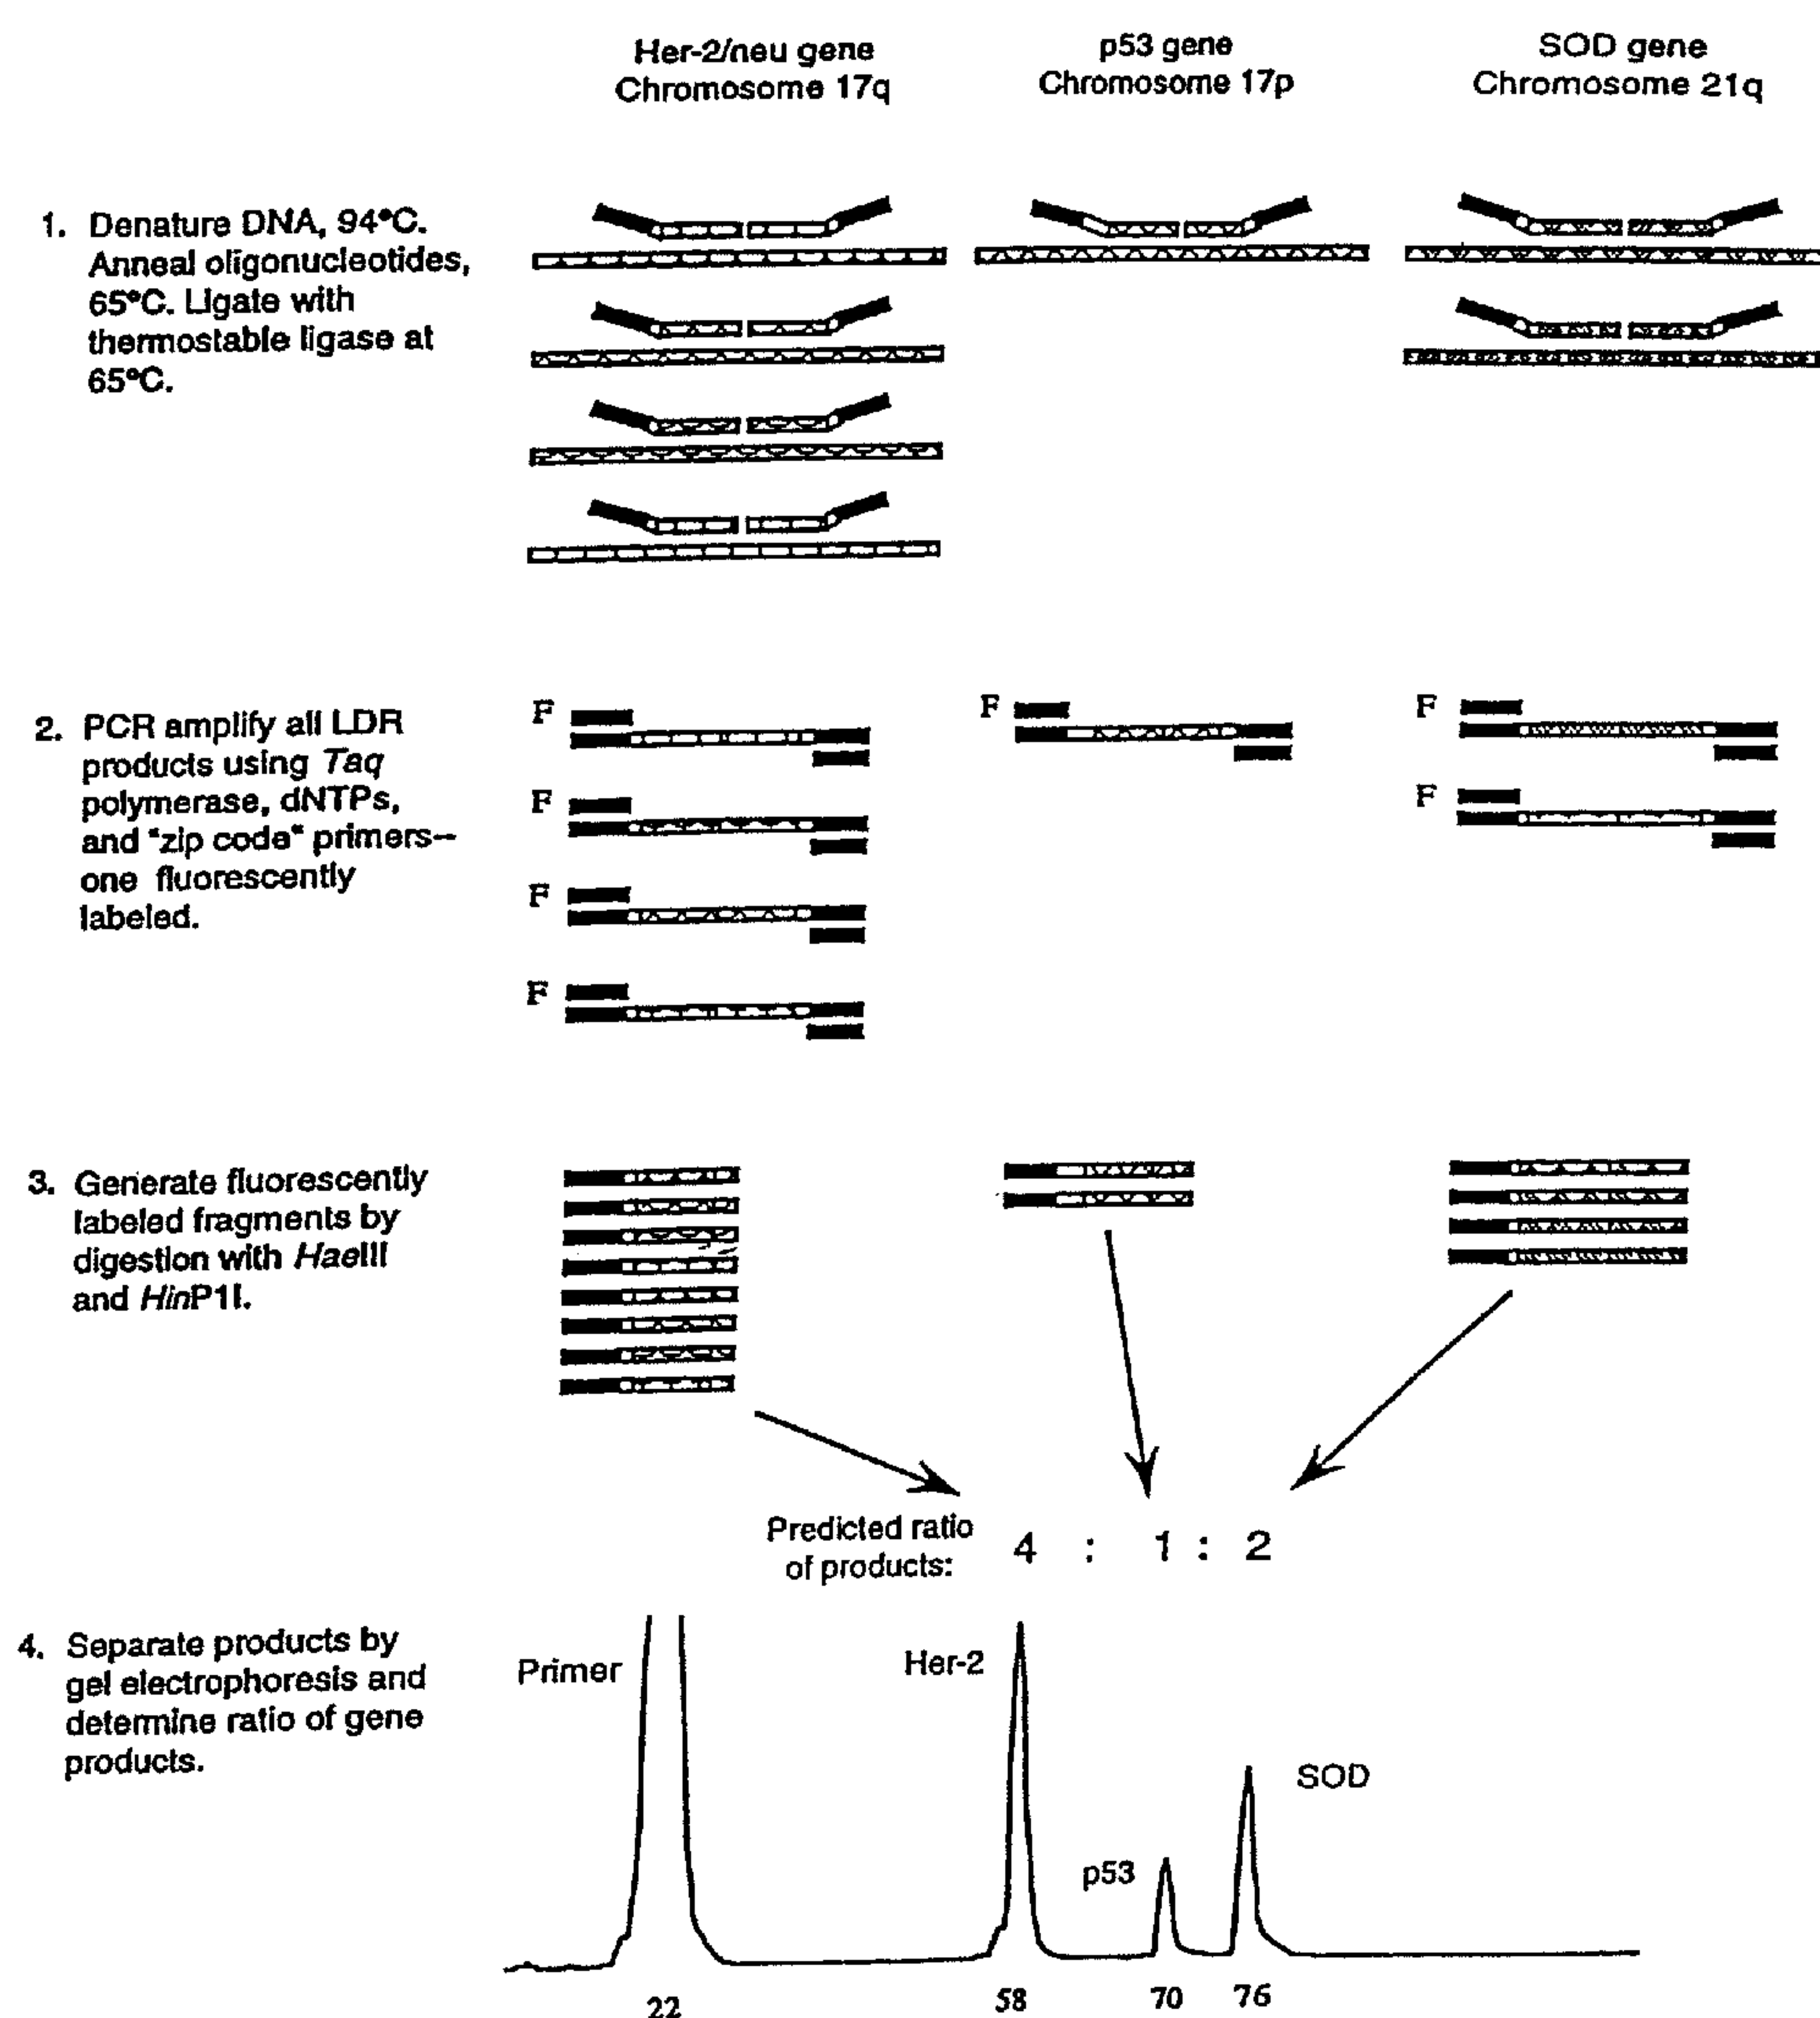 Her-2/neu gene
Chromosome 17q
p53 gene
Chromosome 17p
SOD gene
Chromosome 21q
1. Denature DNA, 94°C.
Anneal oligonucleotides,
65°C. Ligate with
thermostable ligase at
65°C.
2. PCR amplify all LDR
products using Taq
polymerase, dNTPs,
and "zip code" primers--
one fluorescently
labeled.
F
F
F
F
F
F
F
3. Generate fluorescently
labeled fragments by
digestion with HaeIII
and HinP1I.
Predicted ratio
of products:
4 : 1 : 2
4. Separate products by
gel electrophoresis and
determine ratio of gene
products.
Primer
Her-2
p53
SOD
22
58
70
76